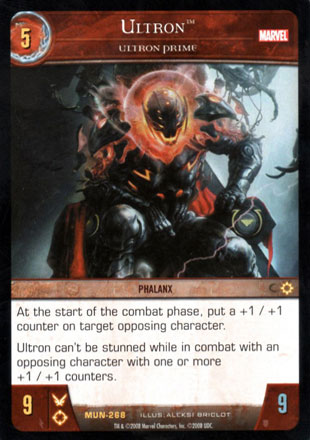 5
ULTRON™
MARVEL
ULTRON PRIME
PHALANX
C
At the start of the combat phase, put a +1 / +1
counter on target opposing character.
Ultron can't be stunned while in combat with an
opposing character with one or more
+1 / +1 counters.
9
MUN-268
ILLUS: ALEKSI BRICLOT
9
TM & ©2008 Marvel Characters, Inc. ©2008 UDC.